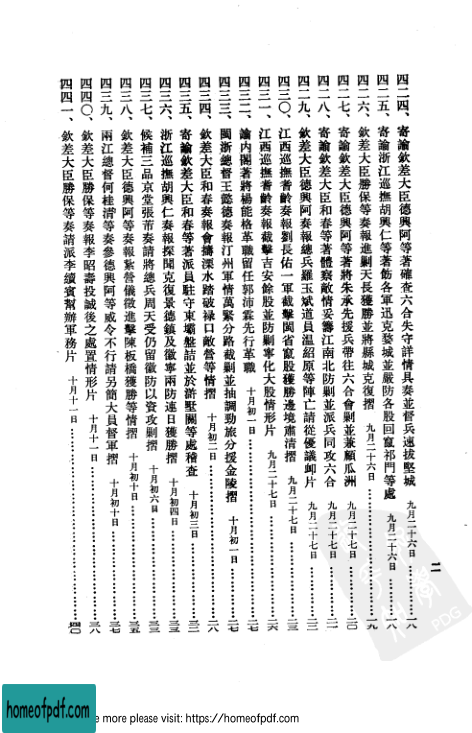 四二四、寄諭欽差大臣德興阿等著確查六合失守詳情具奏並督兵速拔堅城 九月二十六日……一八
四二五、寄諭浙江巡撫胡興仁等著飭各軍迅克婺城並嚴防各股回竄祁門等處 九月二十六日……一八
四二六、欽差大臣勝保等奏報進剿天長獲勝並將縣城克復摺 九月二十六日……一九
四二七、寄諭欽差大臣德興阿等著將朱承先援兵帶往六合會剿並兼顧瓜洲 九月二十七日……二一
四二八、寄諭欽差大臣和春等著體察敵情妥籌江南北防剿並派兵同攻六合 九月二十七日……二二
四二九、欽差大臣德興阿奏報總兵羅玉斌道員溫紹原等陣亡請從優議卹片 九月二十七日……二三
四三〇、江西巡撫耆齡奏報劉長佑一軍截擊閩省竄股獲勝邊境肅清摺 九月二十七日……二三
四三一、江西巡撫耆齡奏報截擊吉安餘股並防剿寧化大股情形片 九月二十七日……二六
四三二、諭內閣著將楊能格革職留任郭沛霖先行革職 十月初一日……二七
四三三、閩浙總督王懿德奏報汀州軍情萬緊分路截剿並抽調勁旅分援金陵摺 十月初一日……二七
四三四、欽差大臣和春奏報會擣深水踏破祿口敵營等情摺 十月初二日……二八
四三五、寄諭欽差大臣和春等著派員駐守東壩盤詰並於滸墅關等處稽查 十月初三日……三二
四三六、浙江巡撫胡興仁奏報探聞克復景德鎮及徽寧兩防連日獲勝摺 十月初四日……三二
四三七、候補三品京堂張芾奏請將總兵周天受仍留徽防以資攻剿摺 十月初六日……三三
四三八、欽差大臣德興阿等奏報紮營儀徵進擊陳板橋獲勝等情摺 十月初十日……三五
四三九、兩江總督何桂清等奏參德興阿等威令不行請另簡大員督軍摺 十月初十日……三七
四四〇、欽差大臣勝保等奏報李昭壽投誠後之處置情形片 十月十一日……三八
四四一、欽差大臣勝保等奏請派李續賓幫辦軍務片 十月十一日……四〇
二
PDG
homeofpdf.com
e more please visit: https://homeofpdf.com